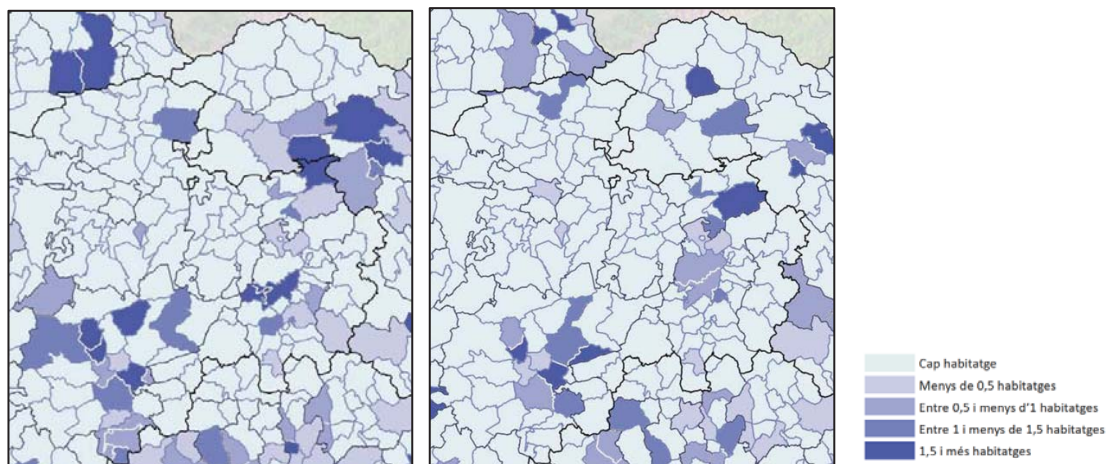 Cap habitatge
Menys de 0,5 habitatges
Entre 0,5 i menys d'1 habitatges
Entre 1 i menys de 1,5 habitatges
1,5 i més habitatges